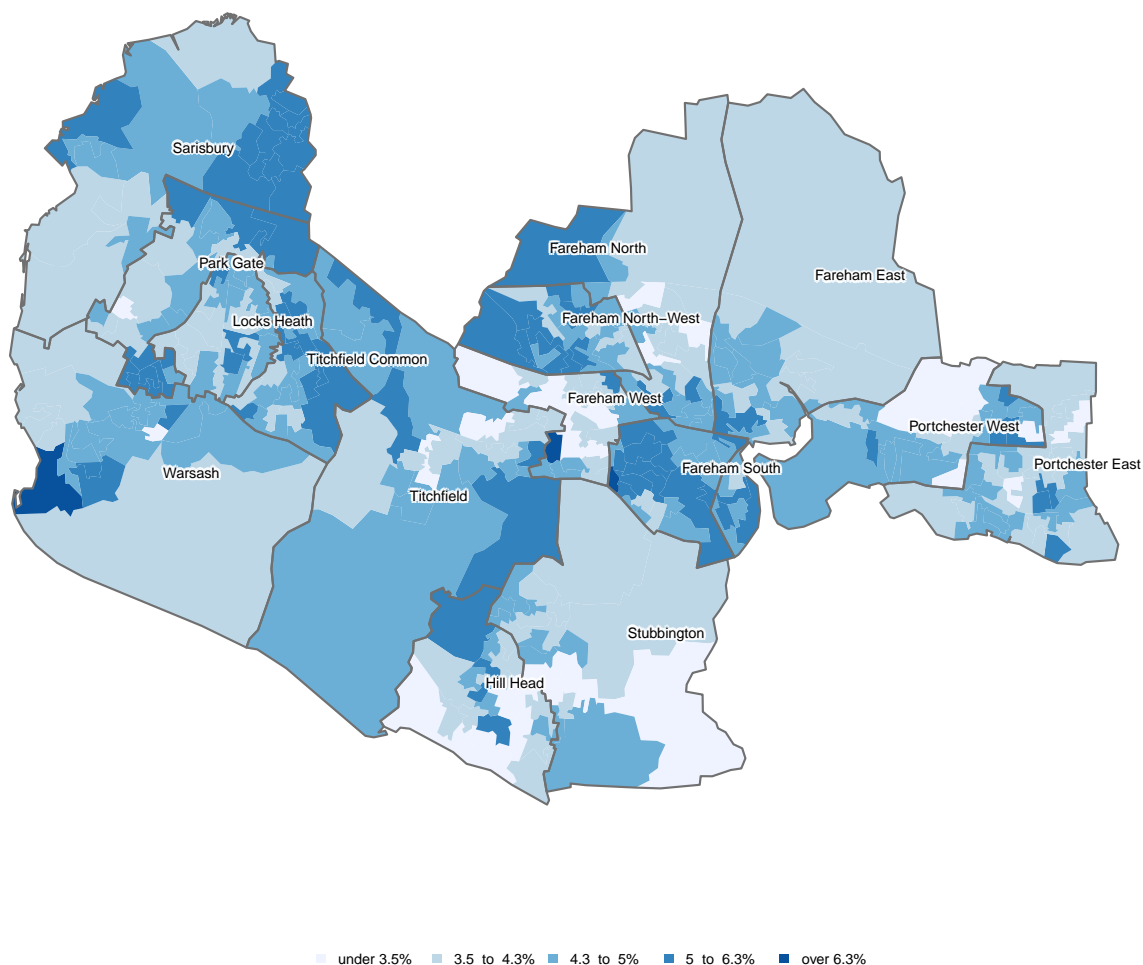 Sarisbury
Fareham North
Park Gate
Fareham East
Locks Heath
Fareham North−West
Titchfield Common
Fareham West
Portchester West
Warsash
Fareham South
Portchester East
Titchfield
Stubbington
Hill Head
under 3.5%
3.5 to 4.3%
4.3 to 5%
5 to 6.3%
over 6.3%